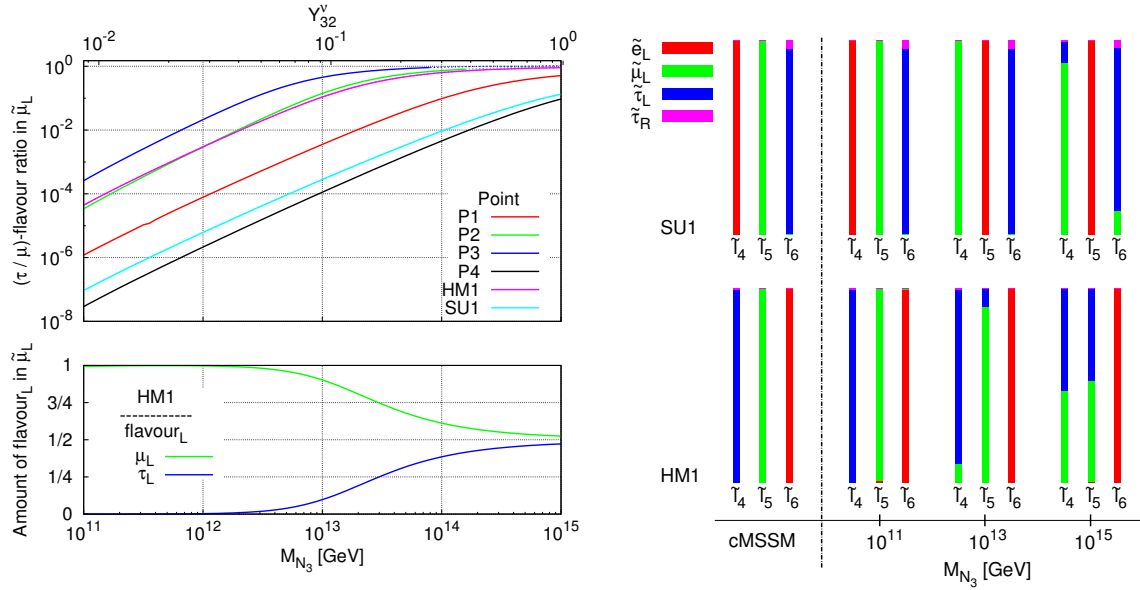 Y^ν_32
10^-2 10^-1 10^0
(τ / μ)-flavour ratio in μ̃_L
10^0
10^-2
10^-4
10^-6
10^-8
Point
P1
P2
P3
P4
HM1
SU1
Amount of flavour_L in μ̃_L
1
3/4
1/2
1/4
0
HM1
flavour_L
μ_L
τ_L
10^11 10^12 10^13 10^14 10^15
M_N3 [GeV]
ẽ_L
μ̃_L
τ̃_L
τ̃_R
SU1
l̃_4 l̃_5 l̃_6 l̃_4 l̃_5 l̃_6 l̃_4 l̃_5 l̃_6 l̃_4 l̃_5 l̃_6
HM1
l̃_4 l̃_5 l̃_6 l̃_4 l̃_5 l̃_6 l̃_4 l̃_5 l̃_6 l̃_4 l̃_5 l̃_6
cMSSM 10^11 10^13 10^15
M_N3 [GeV]